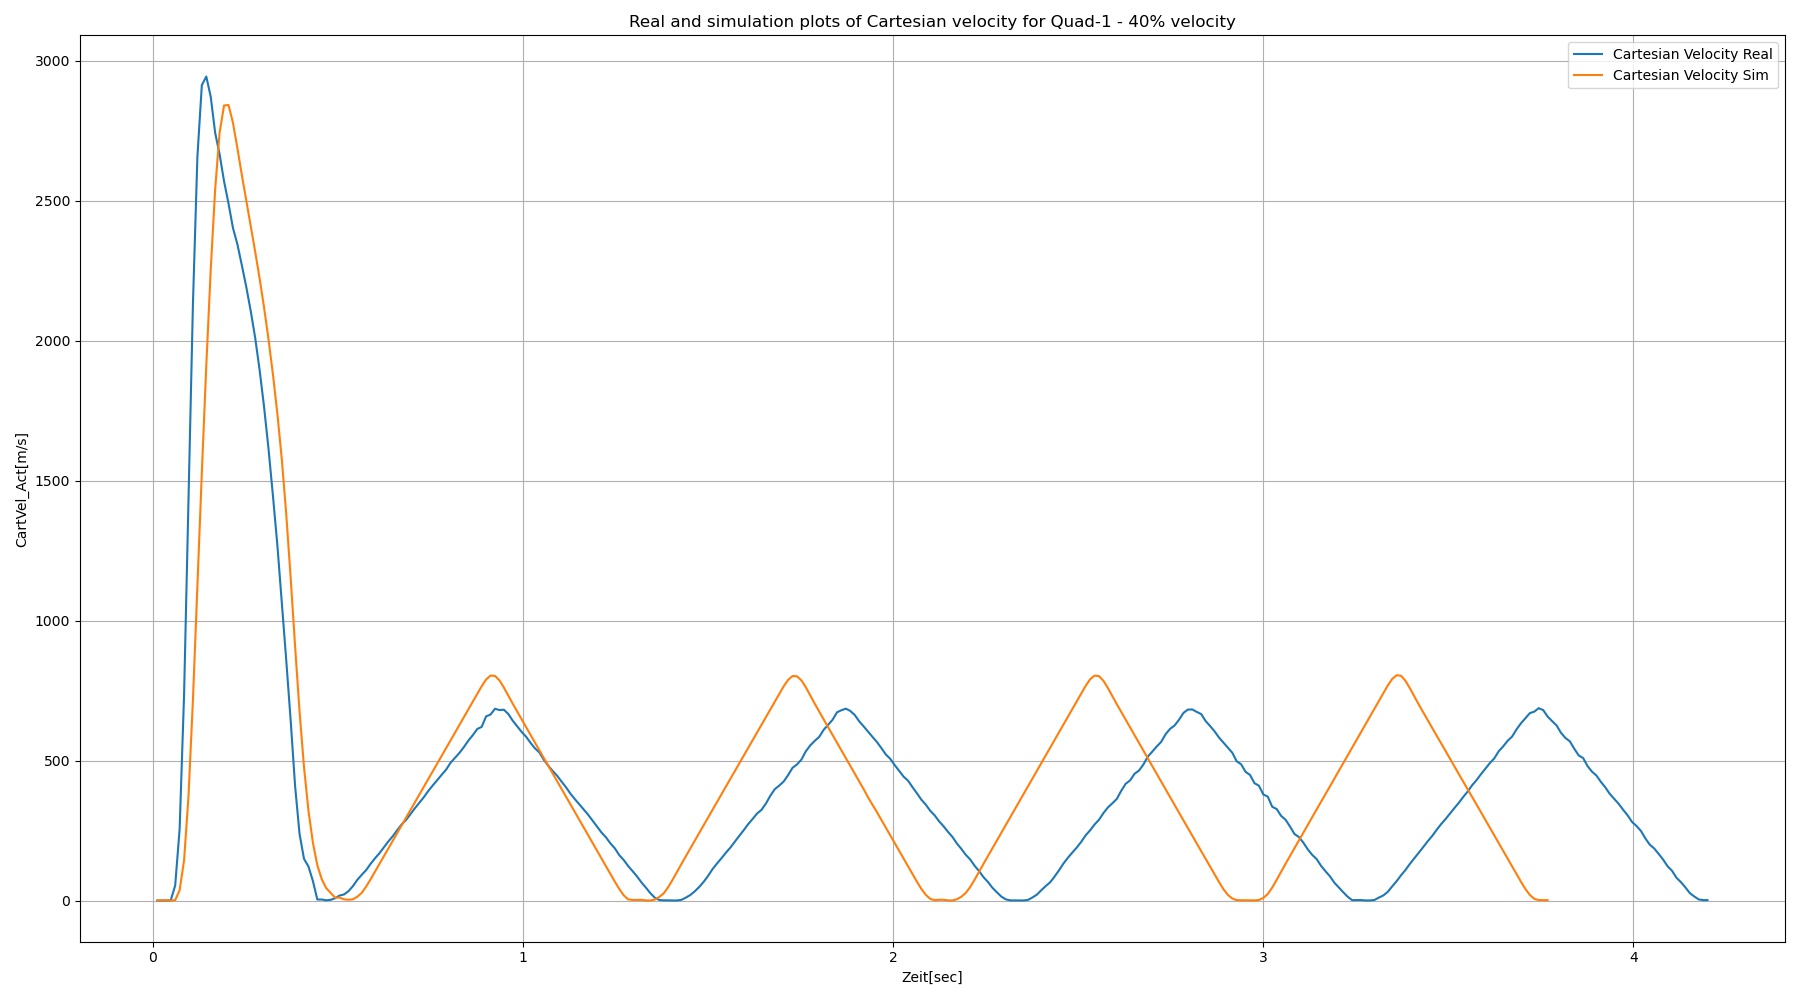 Real and simulation plots of Cartesian velocity for Quad-1 - 40% velocity
Cartesian Velocity Real
Cartesian Velocity Sim
3000
2500
2000
1500
1000
500
0
CartVel_Act[m/s]
0 1 2 3 4
Zeit[sec]